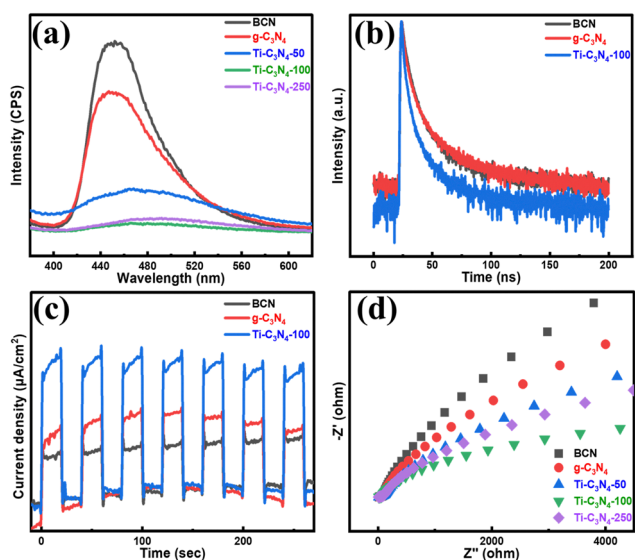 (a)
BCN
g-C₃N₄
Ti-C₃N₄-50
Ti-C₃N₄-100
Ti-C₃N₄-250
Intensity (CPS)
400 440 480 520 560 600
Wavelength (nm)
(b)
BCN
g-C₃N₄
Ti-C₃N₄-100
Intensity (a.u.)
0 50 100 150 200
Time (ns)
(c)
BCN
g-C₃N₄
Ti-C₃N₄-100
Current density (µA/cm²)
0 100 200
Time (sec)
(d)
-Z' (ohm)
BCN
g-C₃N₄
Ti-C₃N₄-50
Ti-C₃N₄-100
Ti-C₃N₄-250
0 2000 4000
Z'' (ohm)